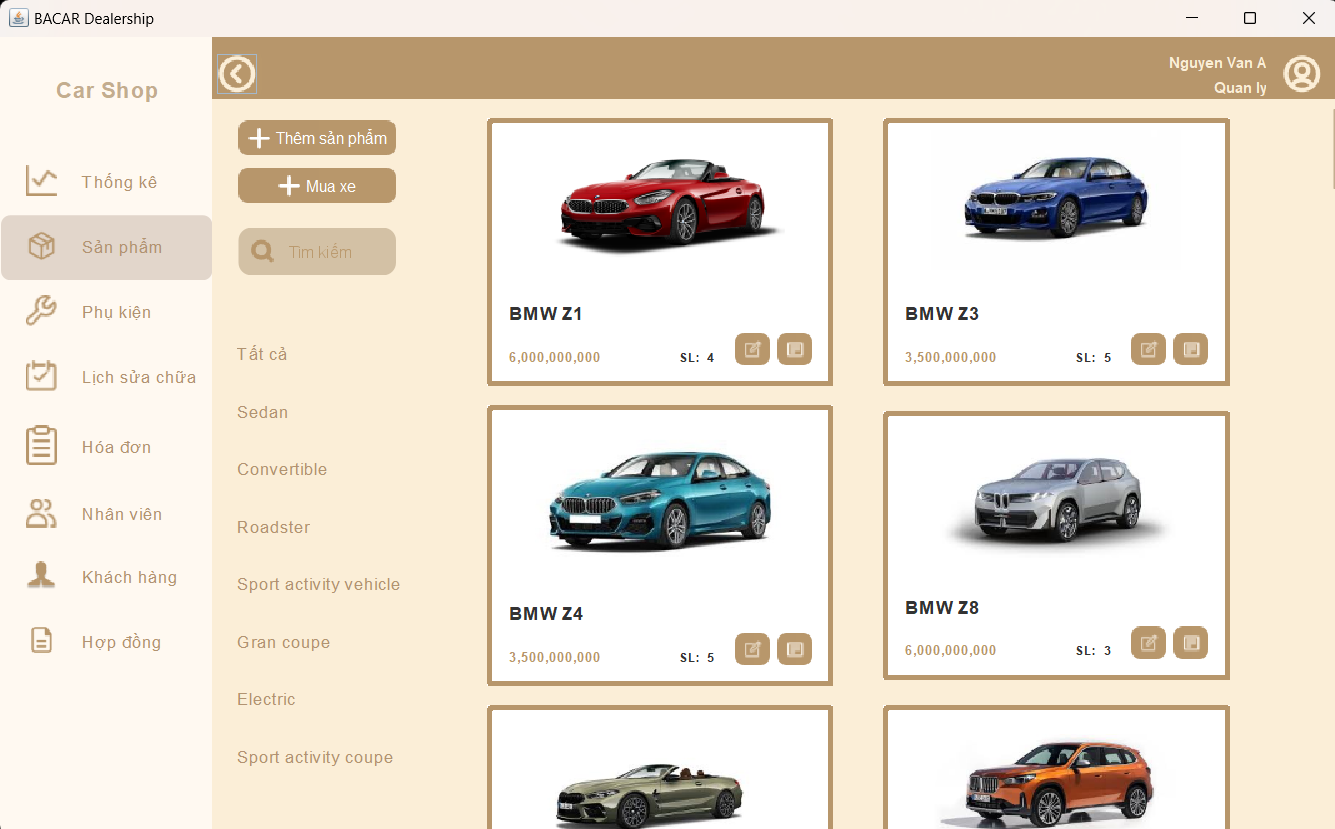 BACAR Dealership
Nguyen Van A
Quan ly
Car Shop
Thống kê
Sản phẩm
Phụ kiện
Lịch sửa chữa
Hóa đơn
Nhân viên
Khách hàng
Hợp đồng
Thêm sản phẩm
Mua xe
Tìm kiếm
Tất cả
Sedan
Convertible
Roadster
Sport activity vehicle
Gran coupe
Electric
Sport activity coupe
BMW Z1
6,000,000,000 SL: 4
BMW Z3
3,500,000,000 SL: 5
BMW Z4
3,500,000,000 SL: 5
BMW Z8
6,000,000,000 SL: 3